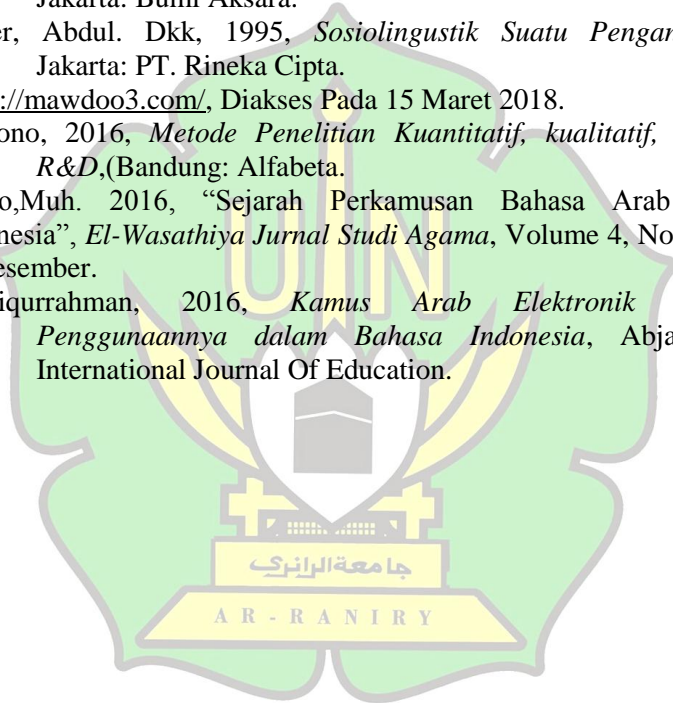 Jakarta: Bumi Aksara.
er, Abdul. Dkk, 1995, Sosiolingustik Suatu Pengan
Jakarta: PT. Rineka Cipta.
://mawdoo3.com/, Diakses Pada 15 Maret 2018.
ono, 2016, Metode Penelitian Kuantitatif, kualitatif,
R&D,(Bandung: Alfabeta.
o,Muh. 2016, “Sejarah Perkamusan Bahasa Arab
nesia”, El-Wasathiya Jurnal Studi Agama, Volume 4, No
esember.
iqurrahman, 2016, Kamus Arab Elektronik
Penggunaannya dalam Bahasa Indonesia, Abja
International Journal Of Education.
UIN
جامعة الرانري
AR-RANIRY